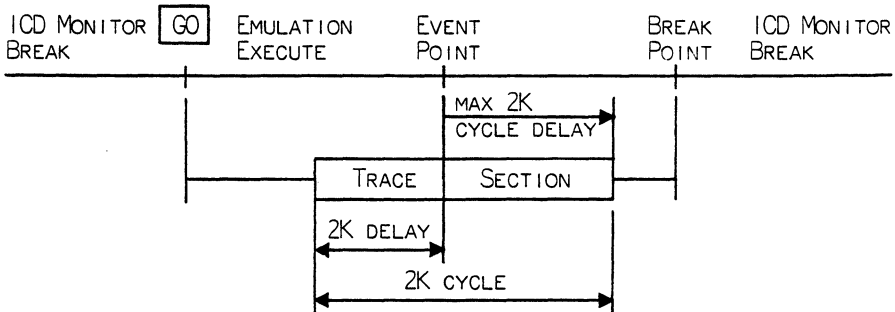 ICD MONITOR BREAK
GO
EMULATION EXECUTE
EVENT POINT
BREAK POINT
ICD MONITOR BREAK
MAX 2K
CYCLE DELAY
TRACE SECTION
2K DELAY
2K CYCLE